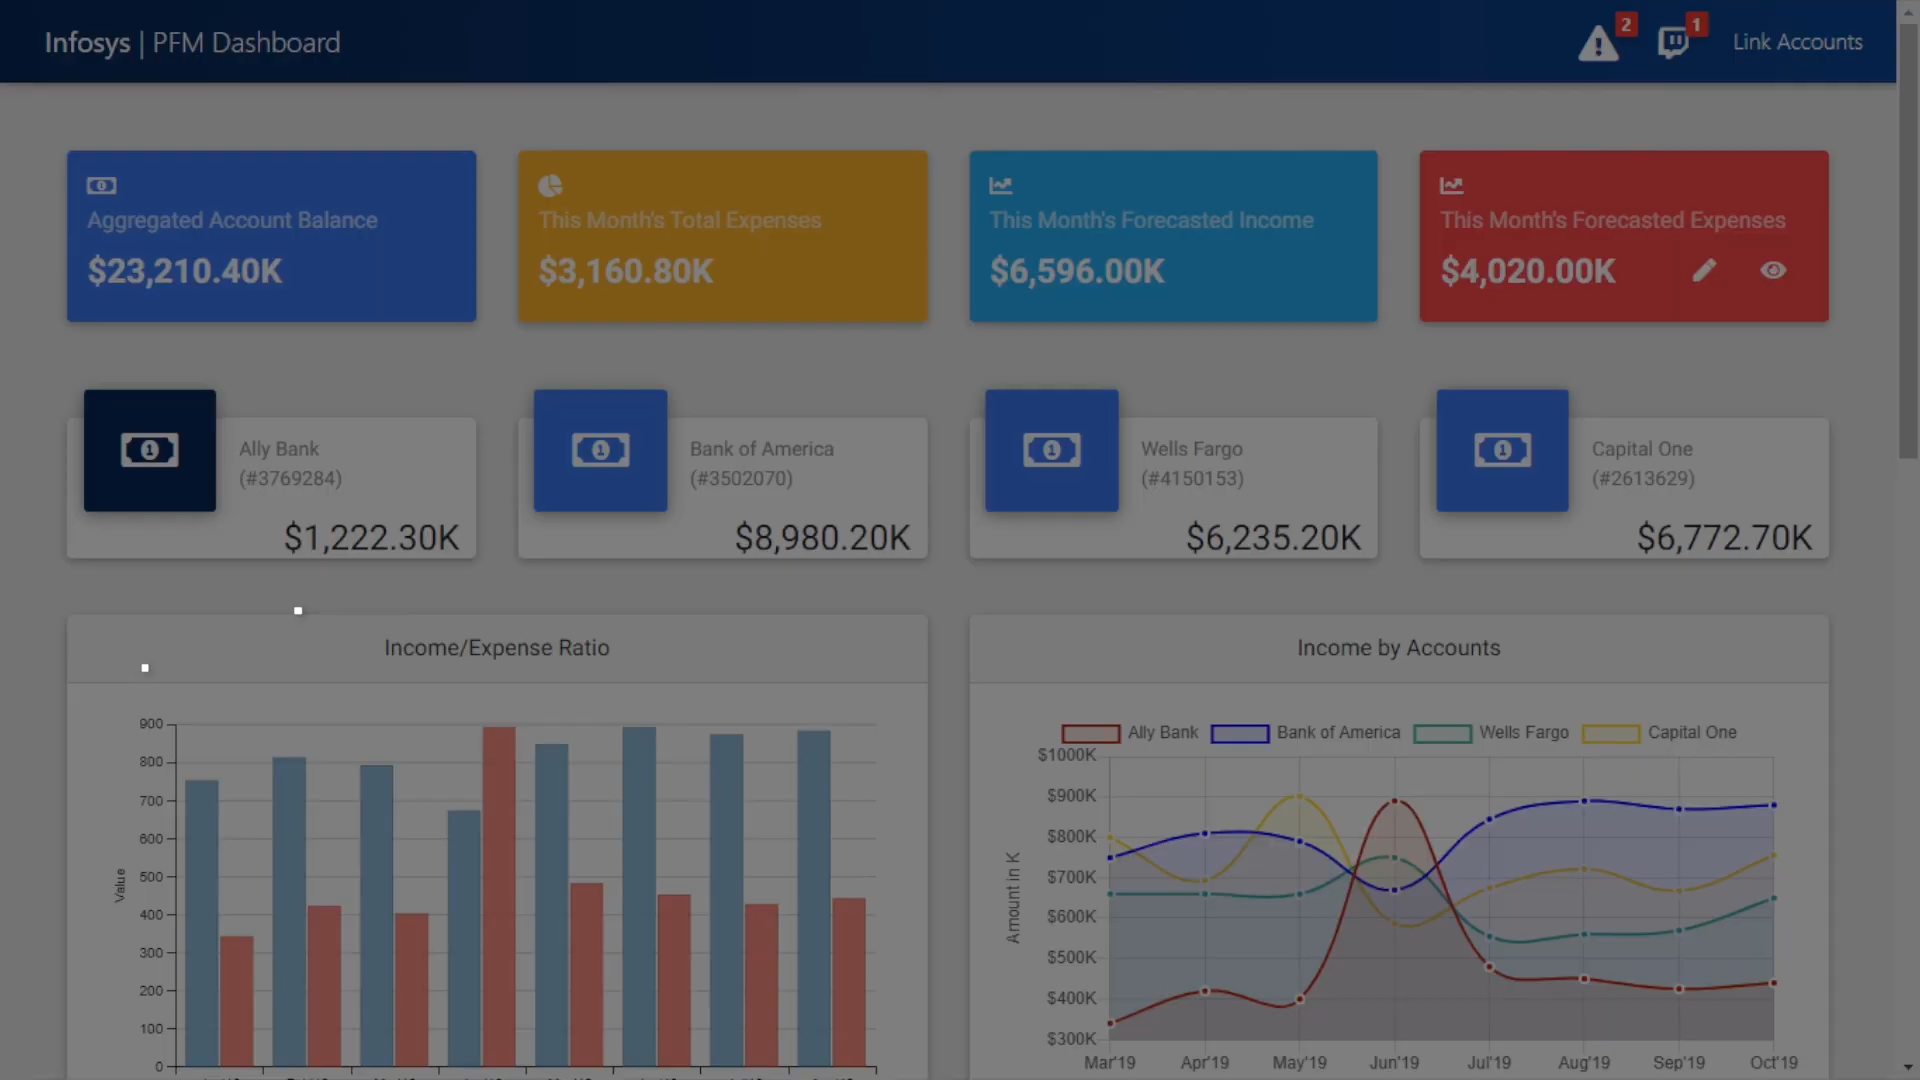 Infosys | PFM Dashboard
2
1
Link Accounts
Aggregated Account Balance
$23,210.40K
This Month's Total Expenses
$3,160.80K
This Month's Forecasted Income
$6,596.00K
This Month's Forecasted Expenses
$4,020.00K
Ally Bank
(#3769284)
$1,222.30K
Bank of America
(#3502070)
$8,980.20K
Wells Fargo
(#4150153)
$6,235.20K
Capital One
(#2613629)
$6,772.70K
Income/Expense Ratio
900
800
700
600
500
400
300
200
100
0
Value
Income by Accounts
Ally Bank
Bank of America
Wells Fargo
Capital One
$1000K
$900K
$800K
$700K
$600K
$500K
$400K
$300K
Amount in K
Mar'19 Apr'19 May'19 Jun'19 Jul'19 Aug'19 Sep'19 Oct'19